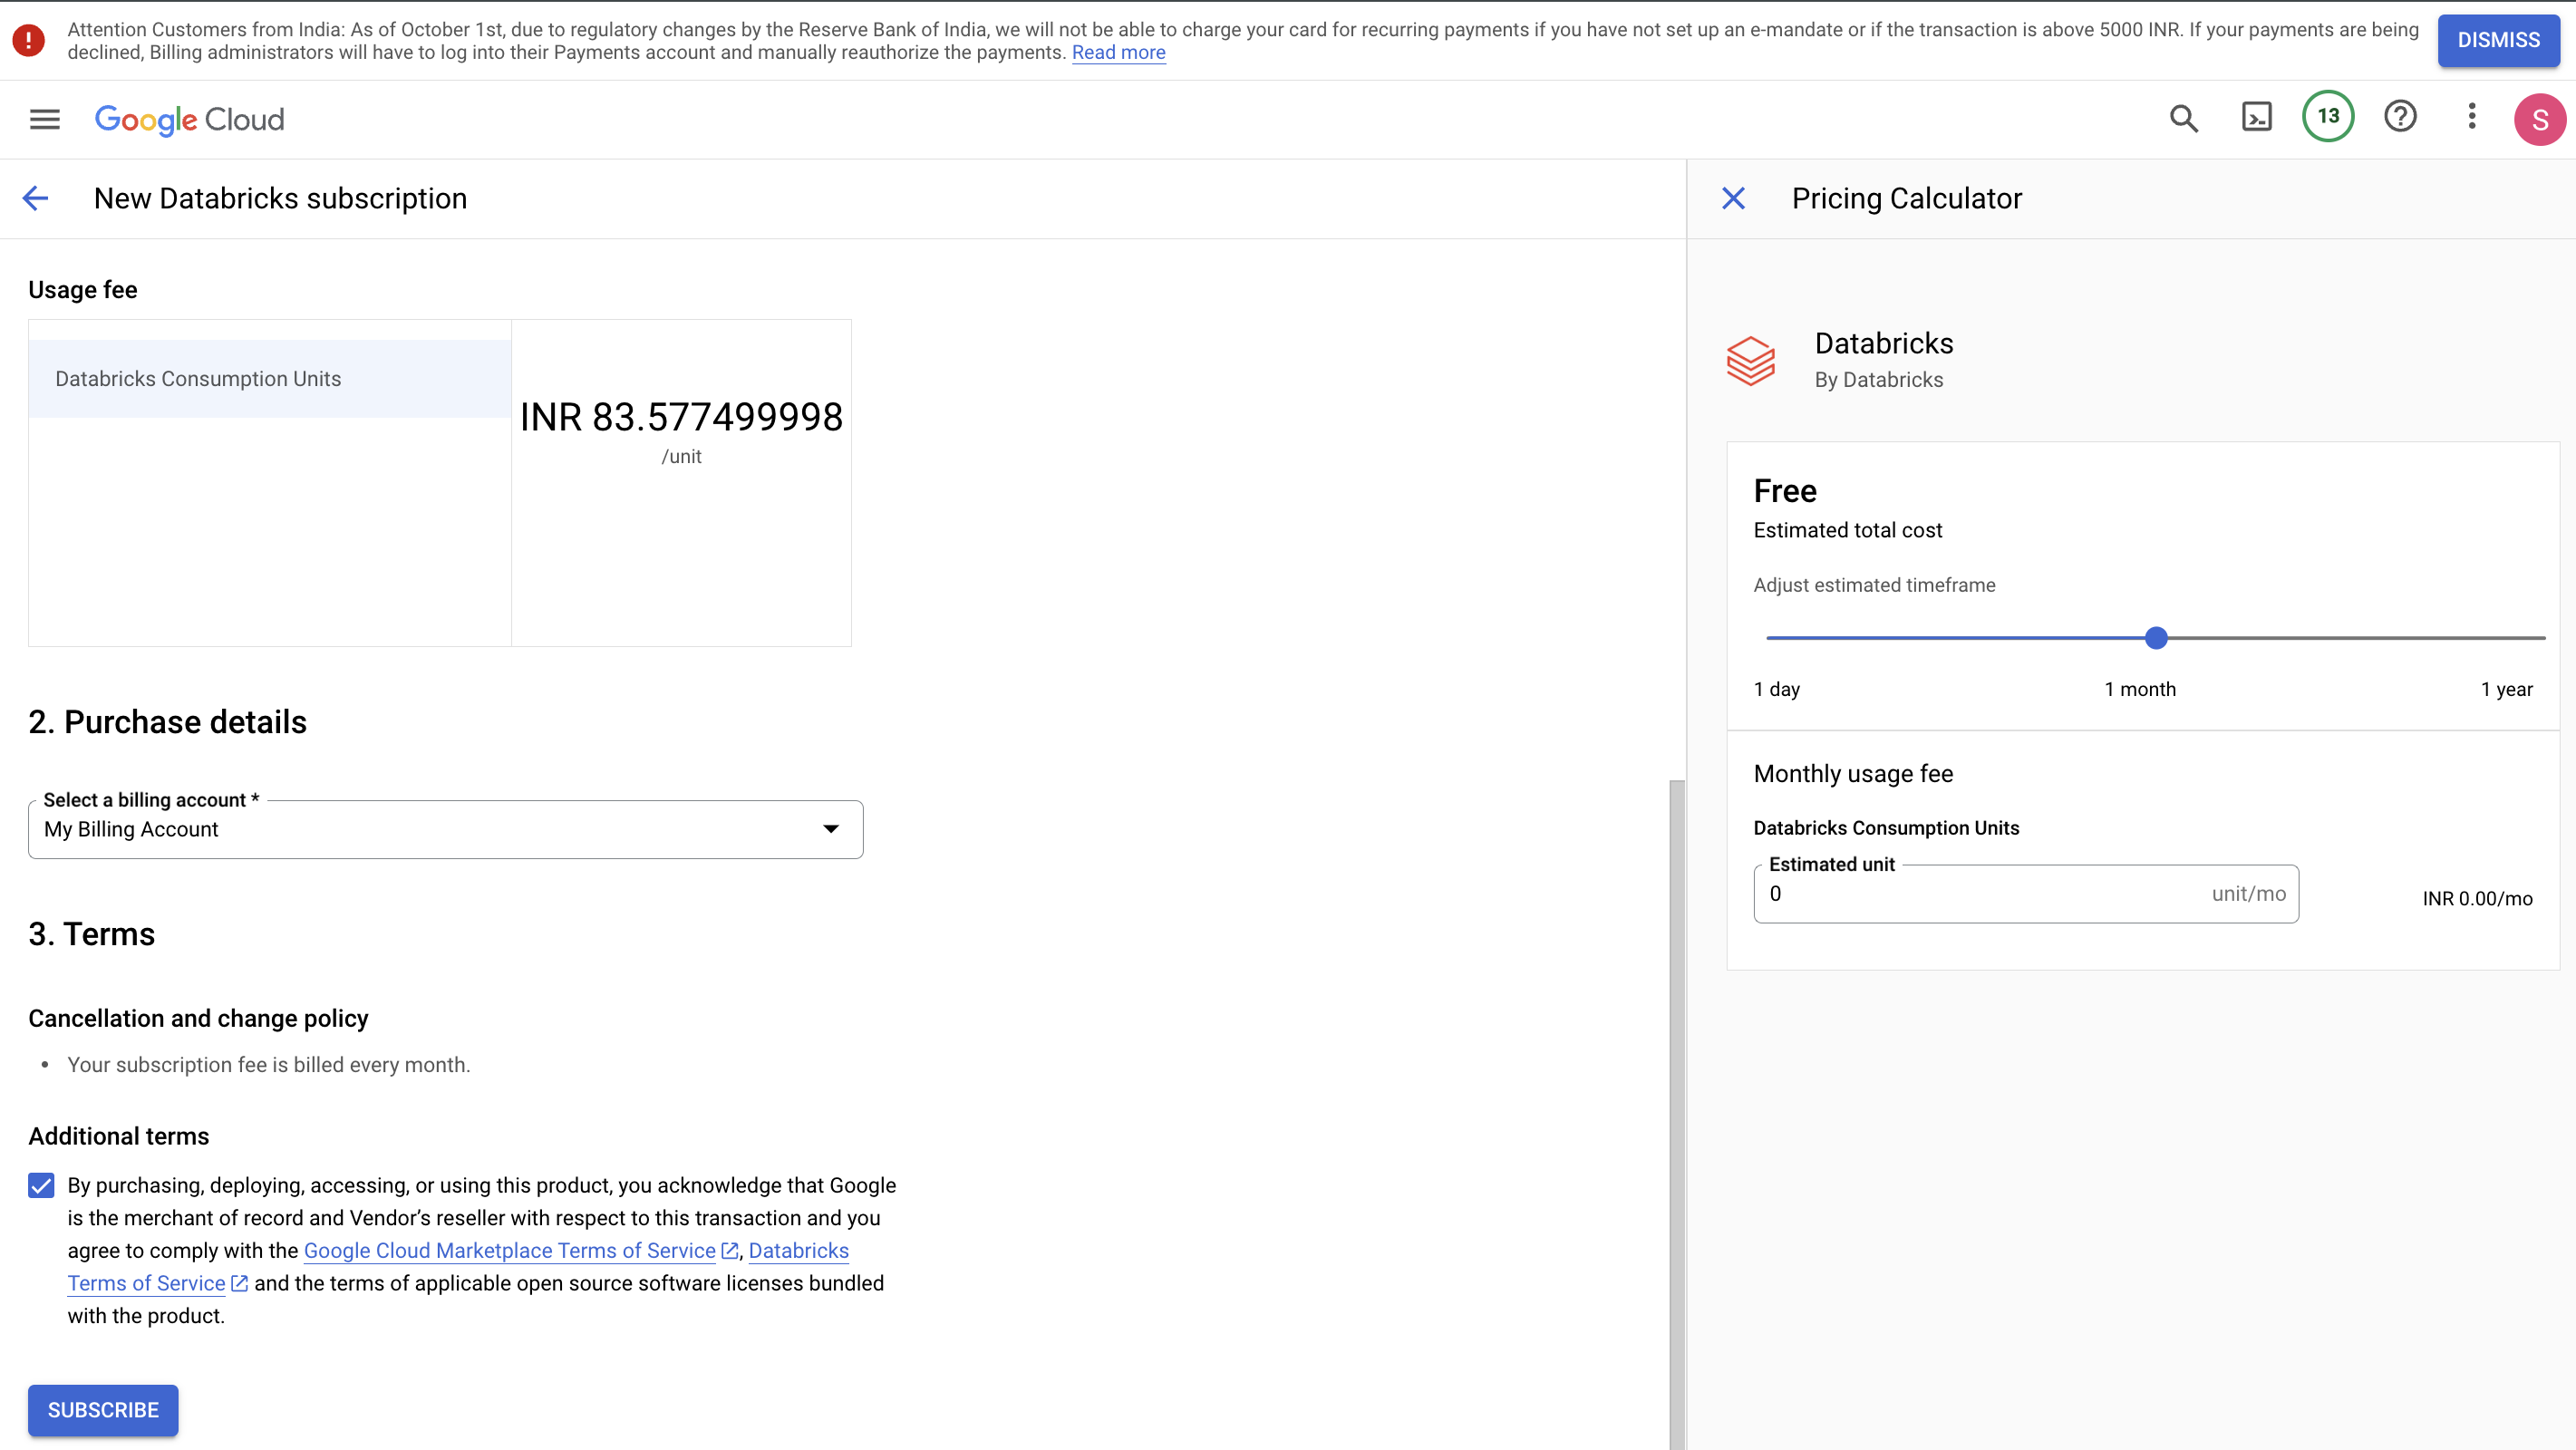 Attention Customers from India: As of October 1st, due to regulatory changes by the Reserve Bank of India, we will not be able to charge your card for recurring payments if you have not set up an e-mandate or if the transaction is above 5000 INR. If your payments are being
declined, Billing administrators will have to log into their Payments account and manually reauthorize the payments. Read more
DISMISS
Google Cloud
13
S
New Databricks subscription
Usage fee
Databricks Consumption Units
INR 83.577499998
/unit
2. Purchase details
Select a billing account *
My Billing Account
3. Terms
Cancellation and change policy
• Your subscription fee is billed every month.
Additional terms
By purchasing, deploying, accessing, or using this product, you acknowledge that Google
is the merchant of record and Vendor’s reseller with respect to this transaction and you
agree to comply with the Google Cloud Marketplace Terms of Service, Databricks
Terms of Service and the terms of applicable open source software licenses bundled
with the product.
SUBSCRIBE
Pricing Calculator
Databricks
By Databricks
Free
Estimated total cost
Adjust estimated timeframe
1 day 1 month 1 year
Monthly usage fee
Databricks Consumption Units
Estimated unit
0 unit/mo
INR 0.00/mo